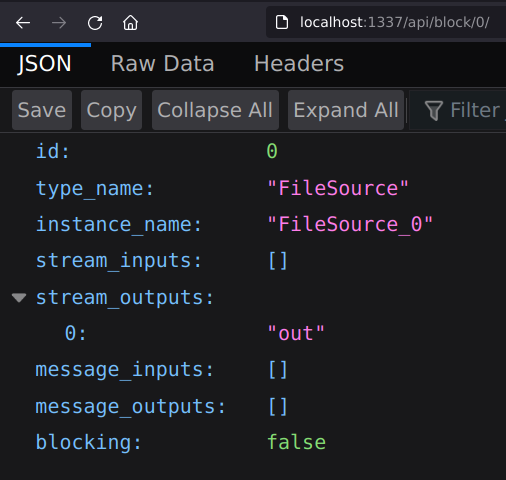 localhost:1337/api/block/0/
JSON Raw Data Headers
Save Copy Collapse All Expand All Filter
id: 0
type_name: "FileSource"
instance_name: "FileSource_0"
stream_inputs: []
stream_outputs:
0: "out"
message_inputs: []
message_outputs: []
blocking: false